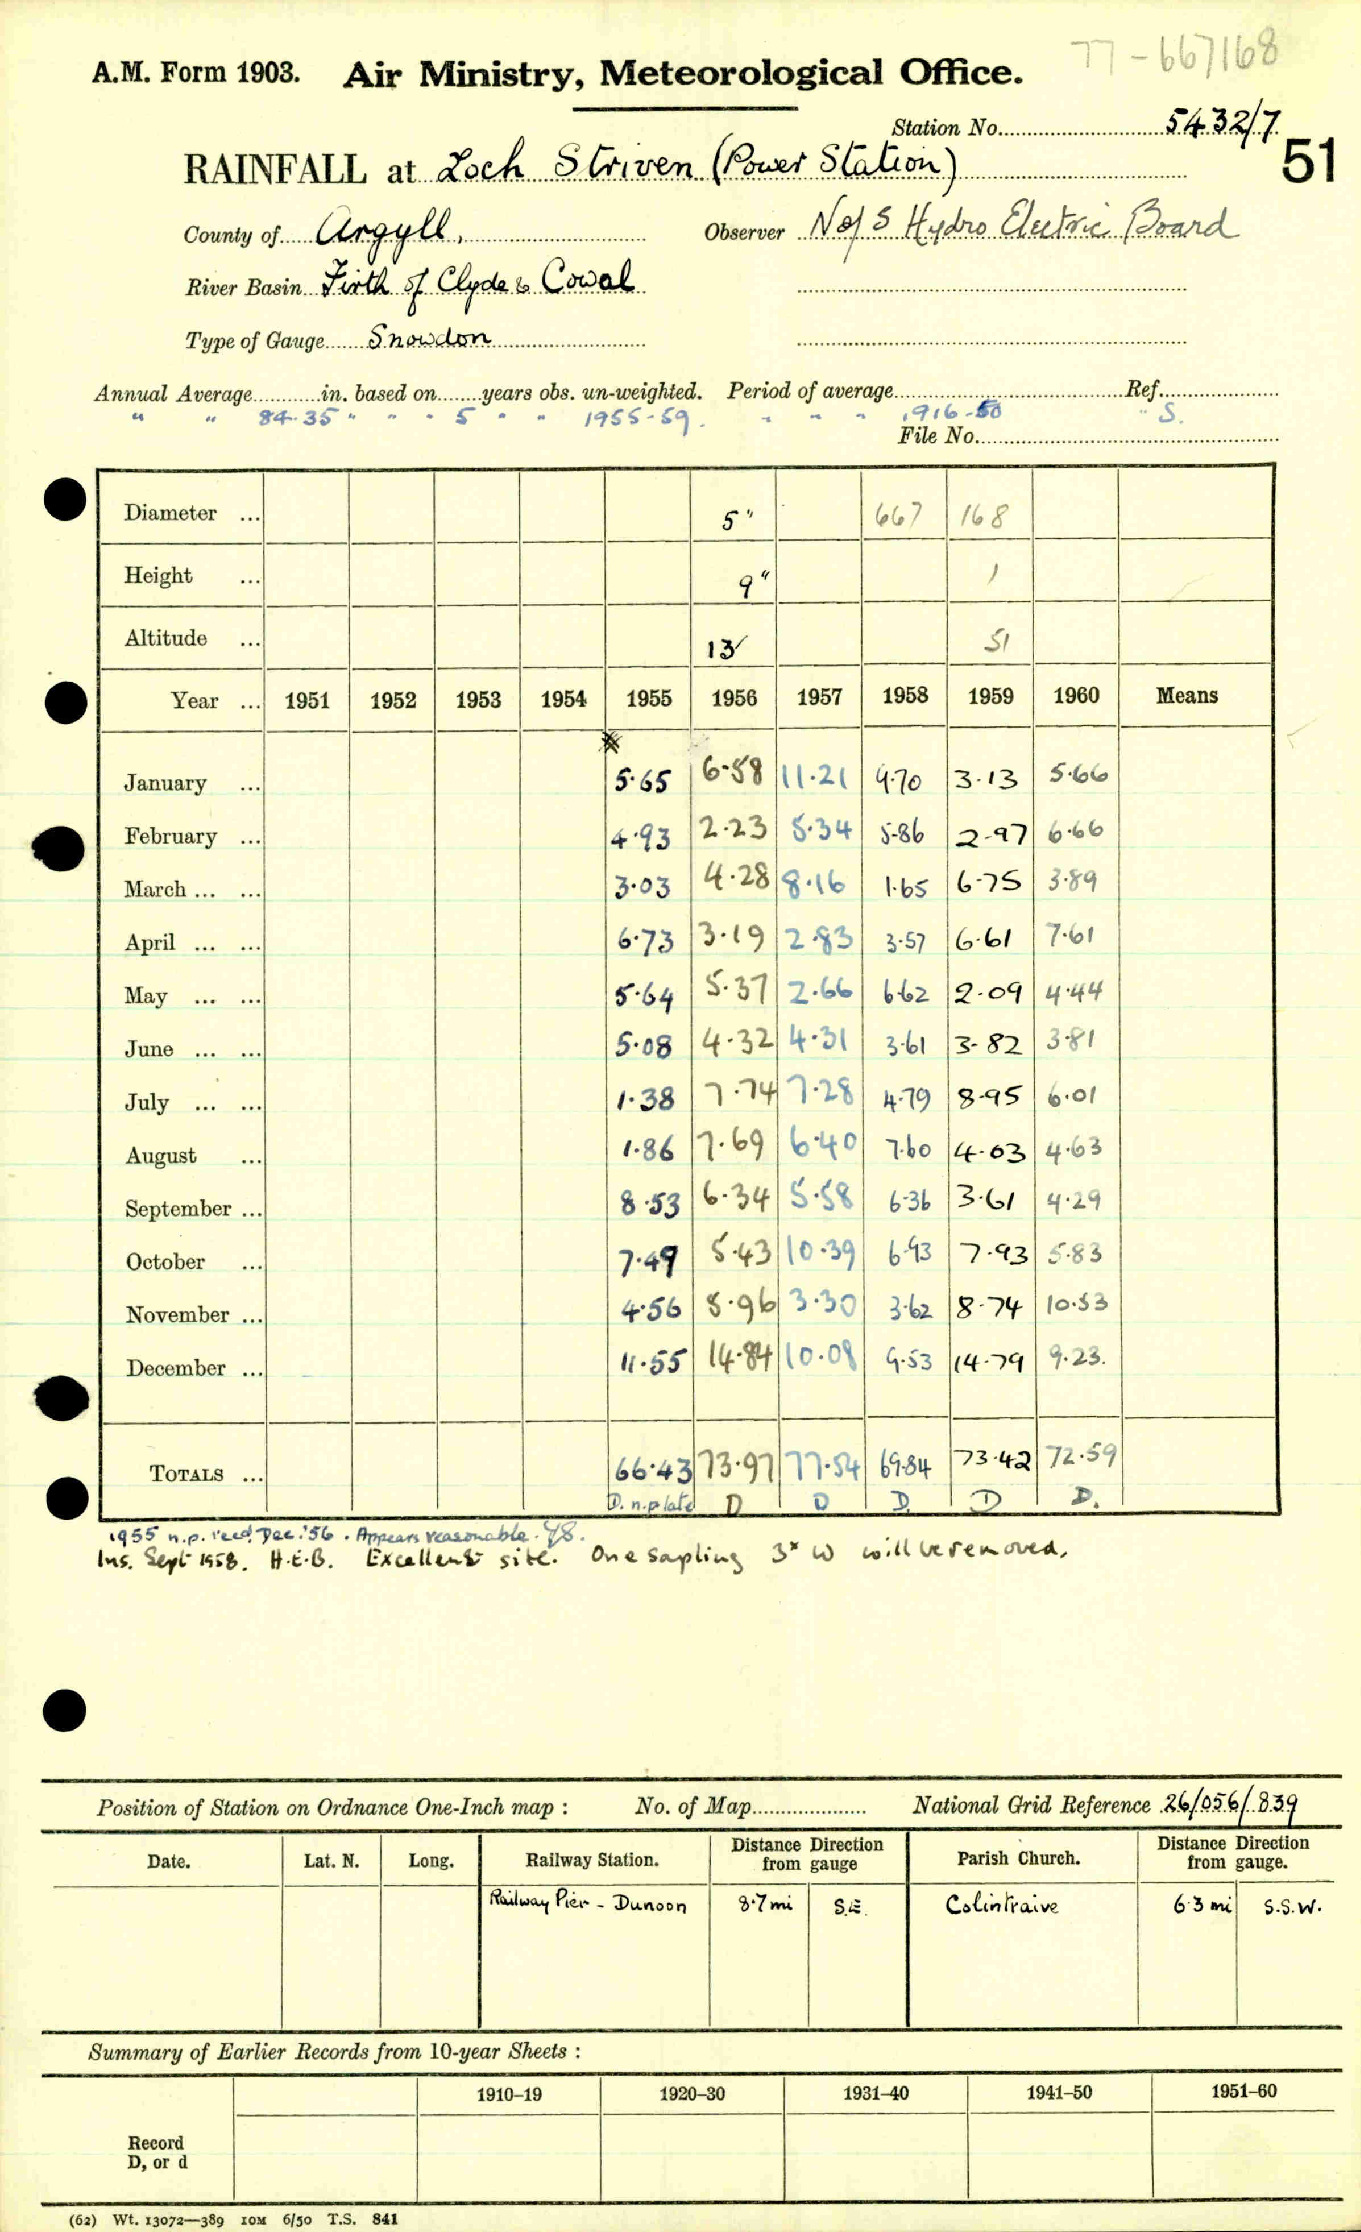 77-667168
A.M. Form 1903. Air Ministry, Meteorological Office.
Station No. 5432/7
51
RAINFALL at Loch Striven (Power Station)
County of Argyll, Observer N of S Hydro Electric Board
River Basin Firth of Clyde & Cowal
Type of Gauge Snowdon
Annual Average in. based on years obs. un-weighted. Period of average Ref.
" " 84.35 " " " 5 " " 1955-59. " " " 1916-50 " S.
File No.
Diameter ... 5" 667 168
Height ... 9" 1
Altitude ... 13' 51
Year ... 1951 1952 1953 1954 1955 1956 1957 1958 1959 1960 Means
January ... 5.65 6.58 11.21 9.70 3.13 5.66
February ... 4.93 2.23 5.34 5.86 2.97 6.66
March ... ... 3.03 4.28 8.16 1.65 6.75 3.89
April ... ... 6.73 3.19 2.83 3.57 6.61 7.61
May ... ... 5.64 5.37 2.66 6.62 2.09 4.44
June ... ... 5.08 4.32 4.31 3.61 3.82 3.81
July ... ... 1.38 7.74 7.28 4.79 8.95 6.01
August ... 1.86 7.69 6.40 7.60 4.03 4.63
September ... 8.53 6.34 5.58 6.36 3.61 4.29
October ... 7.49 5.43 10.39 6.93 7.93 5.83
November ... 4.56 5.96 3.30 3.62 8.74 10.53
December ... 11.55 14.84 10.08 9.53 14.79 9.23.
TOTALS ... 66.43 73.97 77.54 69.84 73.42 72.59
D. n.p late D D D. D D.
1955 n.p. rec'd. Dec. '56. Appears reasonable.
Ins. Sept 1958. H.E.B. Excellent site. One sapling 3" W will be removed.
Position of Station on Ordnance One-Inch map : No. of Map National Grid Reference 26/056/839
Date. Lat. N. Long. Railway Station. Distance from gauge Direction Parish Church. Distance from gauge. Direction
Railway Pier - Dunoon 8.7 mi S.E. Colintraive 6.3 mi S.S.W.
Summary of Earlier Records from 10-year Sheets :
1910–19 1920–30 1931–40 1941–50 1951–60
Record
D, or d
(62) Wt. 13072—389 10M 6/50 T.S. 841